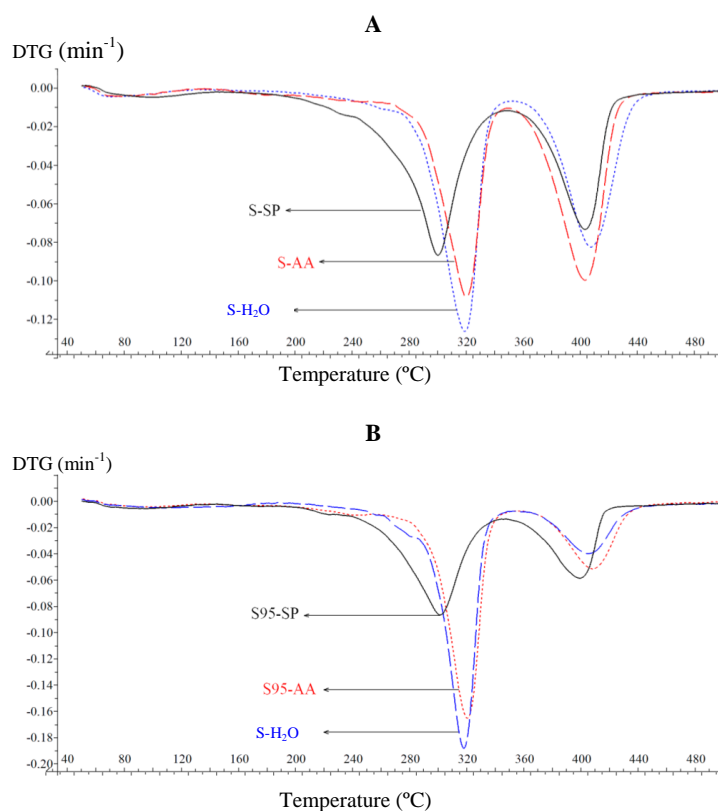 A
DTG (min⁻¹)
0.00
-0.02
-0.04
-0.06
S-SP
-0.08
S-AA
-0.10
S-H₂O
-0.12
40 80 120 160 200 240 280 320 360 400 440 480
Temperature (ºC)
B
DTG (min⁻¹)
0.00
-0.02
-0.04
-0.06
-0.08
S95-SP
-0.10
-0.12
-0.14
S95-AA
-0.16
S-H₂O
-0.18
-0.20
40 80 120 160 200 240 280 320 360 400 440 480
Temperature (ºC)